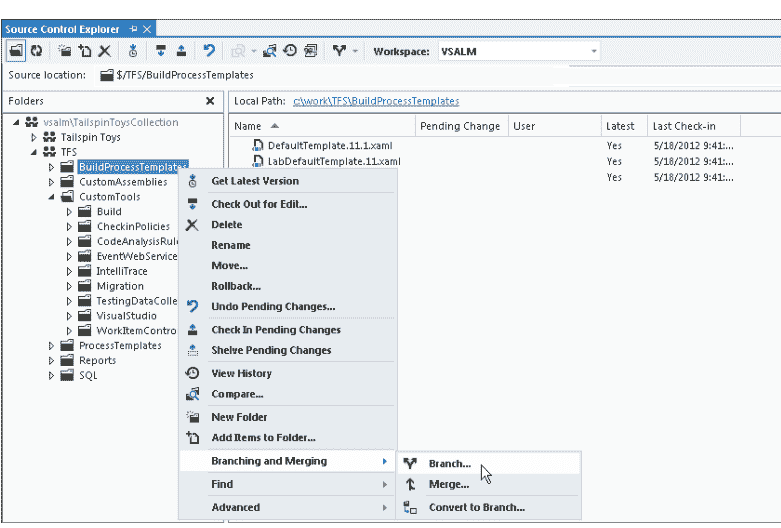 Source Control Explorer
Workspace: VSALM
Source location: $/TFS/BuildProcessTemplates
Folders
Local Path: c:\work\TFS\BuildProcessTemplates
vsalm\TailspinToysCollection
Name Pending Change User Latest Last Check-in
Tailspin Toys
DefaultTemplate.11.1.xaml Yes 5/18/2012 9:41:...
TFS
LabDefaultTemplate.11.xaml Yes 5/18/2012 9:41:...
BuildProcessTemplates
Yes 5/18/2012 9:41:...
CustomAssemblies
CustomTools
Build
CheckinPolicies
CodeAnalysisRul
EventWebService
IntelliTrace
Migration
TestingDataColle
VisualStudio
WorkItemContro
ProcessTemplates
Reports
SQL
Get Latest Version
Check Out for Edit...
Delete
Rename
Move...
Rollback...
Undo Pending Changes...
Check In Pending Changes
Shelve Pending Changes
View History
Compare...
New Folder
Add Items to Folder...
Branching and Merging
Find
Advanced
Branch...
Merge...
Convert to Branch...